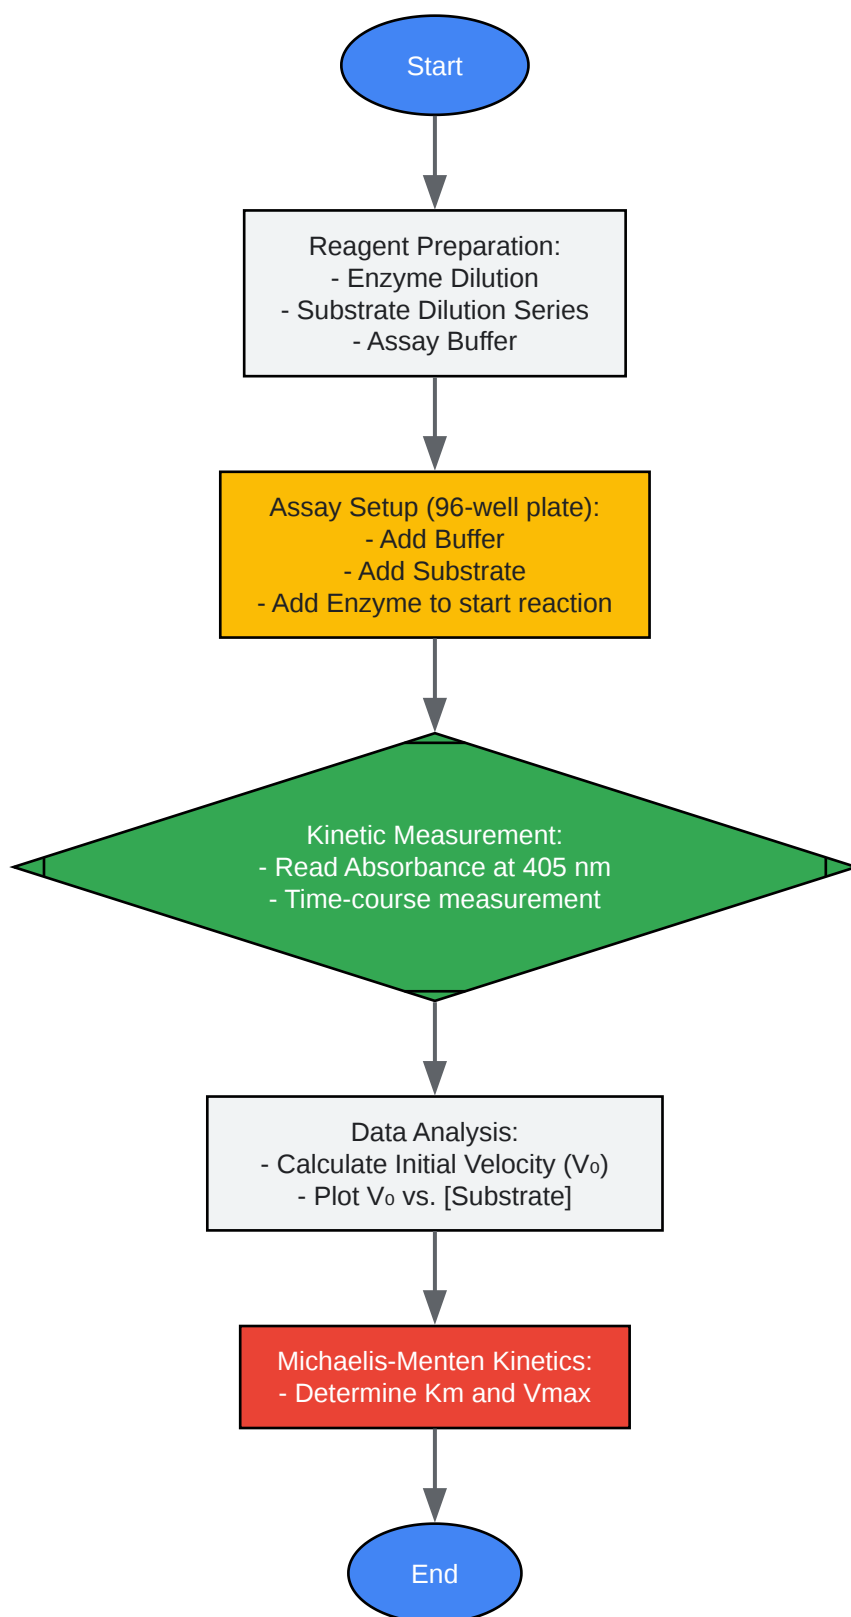 Start
Reagent Preparation:
- Enzyme Dilution
- Substrate Dilution Series
- Assay Buffer
Assay Setup (96-well plate):
- Add Buffer
- Add Substrate
- Add Enzyme to start reaction
Kinetic Measurement:
- Read Absorbance at 405 nm
- Time-course measurement
Data Analysis:
- Calculate Initial Velocity (V₀)
- Plot V₀ vs. [Substrate]
Michaelis-Menten Kinetics:
- Determine Km and Vmax
End